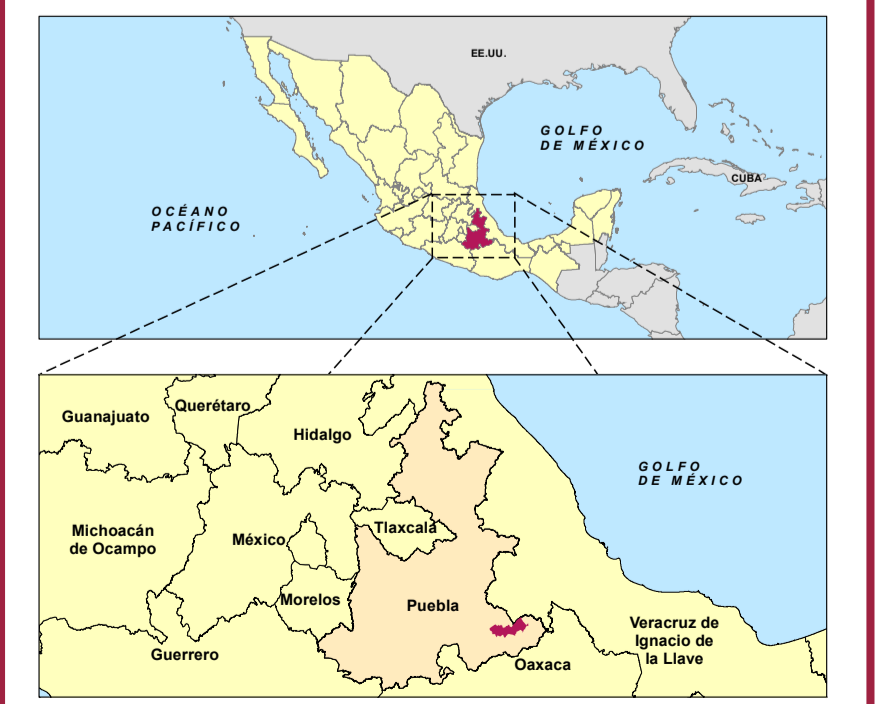 EE.UU.
GOLFO
DE MÉXICO
CUBA
OCÉANO
PACÍFICO
Guanajuato
Querétaro
Hidalgo
GOLFO
DE MÉXICO
Michoacán
de Ocampo
México
Tlaxcala
Morelos
Puebla
Guerrero
Oaxaca
Veracruz de
Ignacio de
la Llave